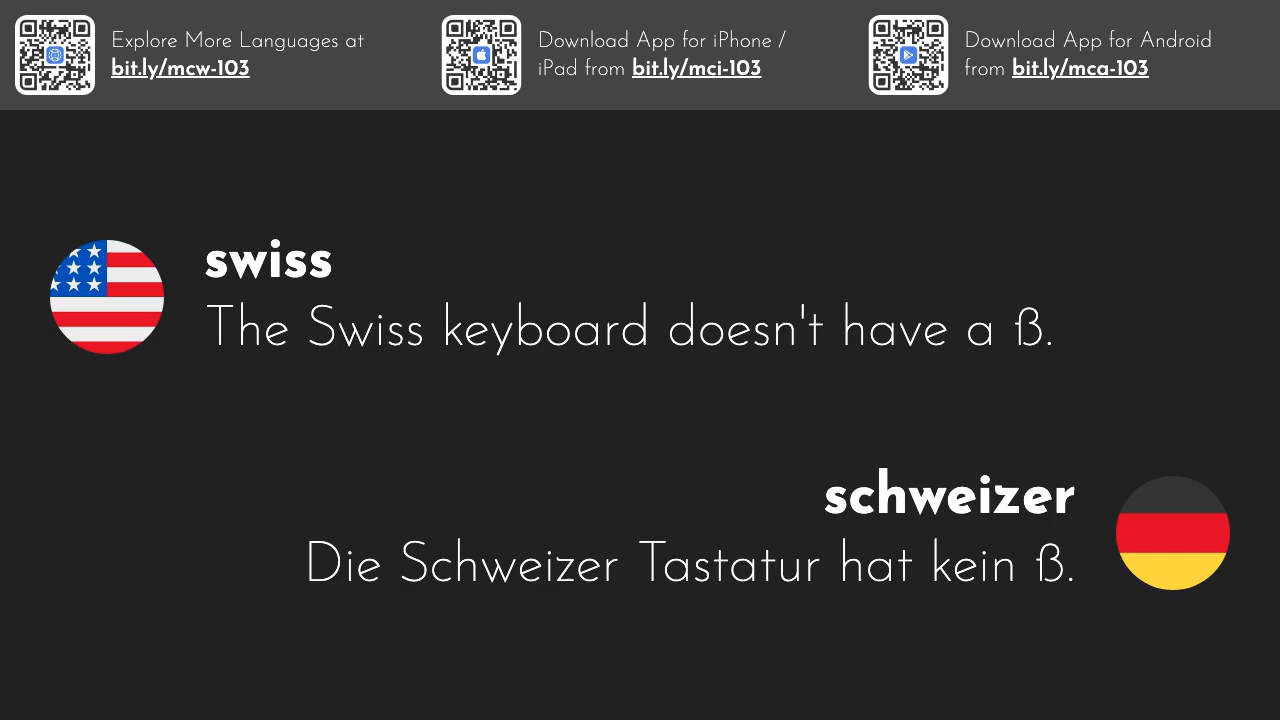 Explore More Languages at
bit.ly/mcw-103
Download App for iPhone /
iPad from bit.ly/mci-103
Download App for Android
from bit.ly/mca-103
swiss
The Swiss keyboard doesn't have a ß.
schweizer
Die Schweizer Tastatur hat kein ß.